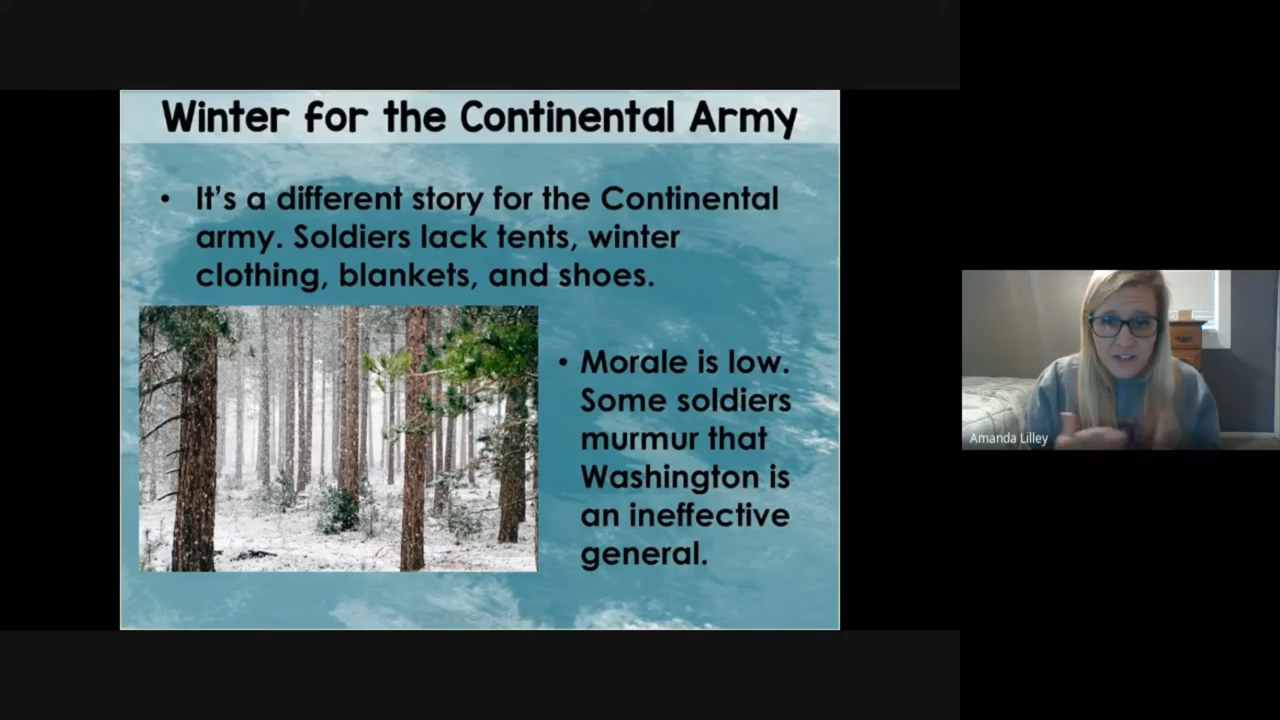 Winter for the Continental Army
• It's a different story for the Continental
army. Soldiers lack tents, winter
clothing, blankets, and shoes.
• Morale is low.
Some soldiers
murmur that
Washington is
an ineffective
general.
Amanda Lilley